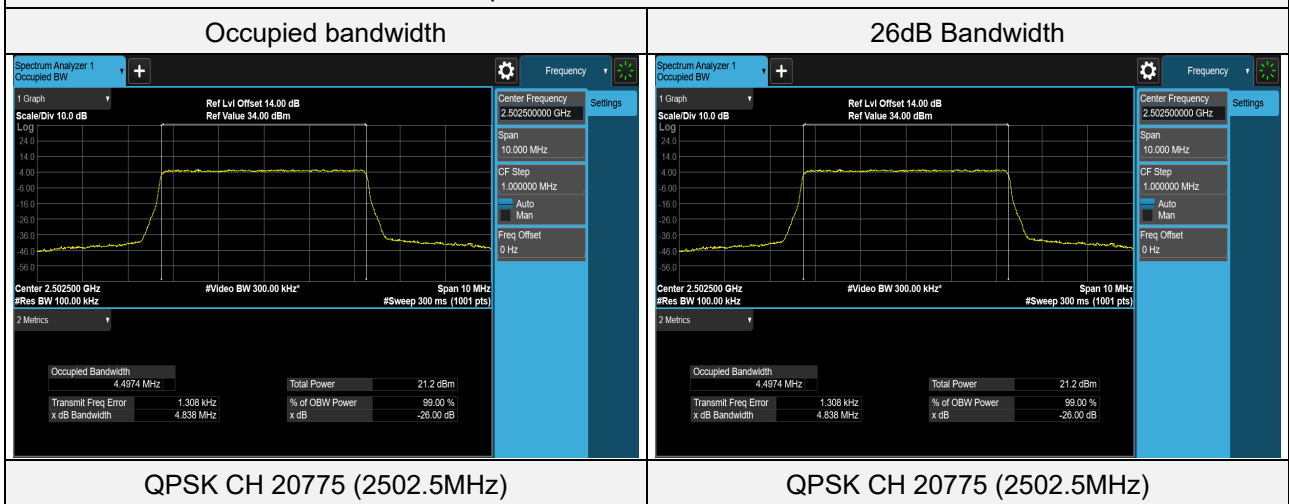 Occupied bandwidth
26dB Bandwidth
Spectrum Analyzer 1
Occupied BW
+
Frequency
1 Graph
Scale/Div 10.0 dB
Ref Lvl Offset 14.00 dB
Ref Value 34.00 dBm
Log
24.0
14.0
4.00
-6.00
-16.0
-26.0
-36.0
-46.0
-56.0
Center 2.502500 GHz
#Video BW 300.00 kHz*
Span 10 MHz
#Res BW 100.00 kHz
#Sweep 300 ms (1001 pts)
Center Frequency
2.502500000 GHz
Settings
Span
10.000 MHz
CF Step
1.000000 MHz
Auto
Man
Freq Offset
0 Hz
2 Metrics
Occupied Bandwidth
4.4974 MHz
Total Power 21.2 dBm
Transmit Freq Error 1.308 kHz
% of OBW Power 99.00 %
x dB Bandwidth 4.838 MHz
x dB -26.00 dB
Spectrum Analyzer 1
Occupied BW
+
Frequency
1 Graph
Scale/Div 10.0 dB
Ref Lvl Offset 14.00 dB
Ref Value 34.00 dBm
Log
24.0
14.0
4.00
-6.00
-16.0
-26.0
-36.0
-46.0
-56.0
Center 2.502500 GHz
#Video BW 300.00 kHz*
Span 10 MHz
#Res BW 100.00 kHz
#Sweep 300 ms (1001 pts)
Center Frequency
2.502500000 GHz
Settings
Span
10.000 MHz
CF Step
1.000000 MHz
Auto
Man
Freq Offset
0 Hz
2 Metrics
Occupied Bandwidth
4.4974 MHz
Total Power 21.2 dBm
Transmit Freq Error 1.308 kHz
% of OBW Power 99.00 %
x dB Bandwidth 4.838 MHz
x dB -26.00 dB
QPSK CH 20775 (2502.5MHz)
QPSK CH 20775 (2502.5MHz)